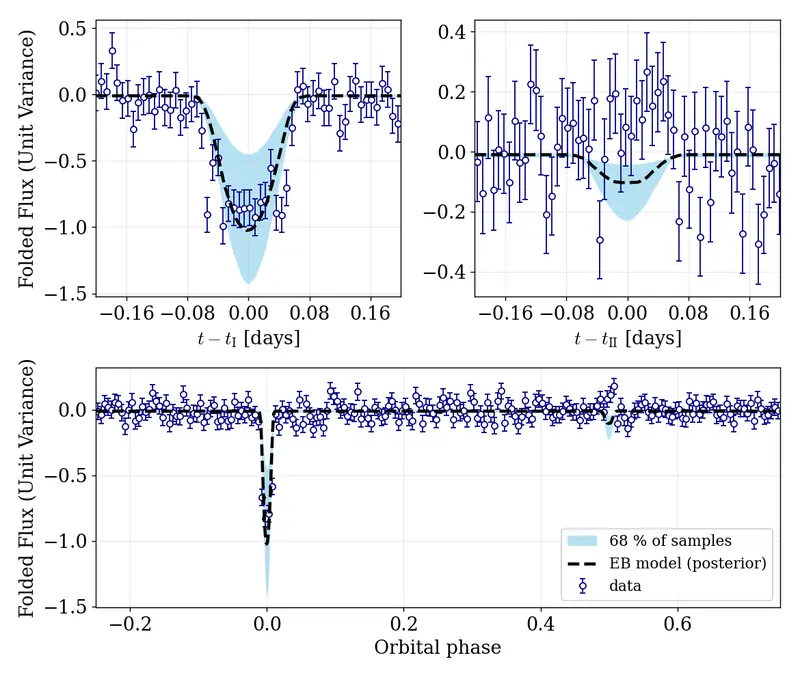 Folded Flux (Unit Variance)
0.5
0.0
−0.5
−1.0
−1.5
−0.16 −0.08 0.00 0.08 0.16
t − tI [days]
0.4
0.2
0.0
−0.2
−0.4
−0.16 −0.08 0.00 0.08 0.16
t − tII [days]
Folded Flux (Unit Variance)
0.0
−0.5
−1.0
−1.5
−0.2 0.0 0.2 0.4 0.6
Orbital phase
68 % of samples
EB model (posterior)
data